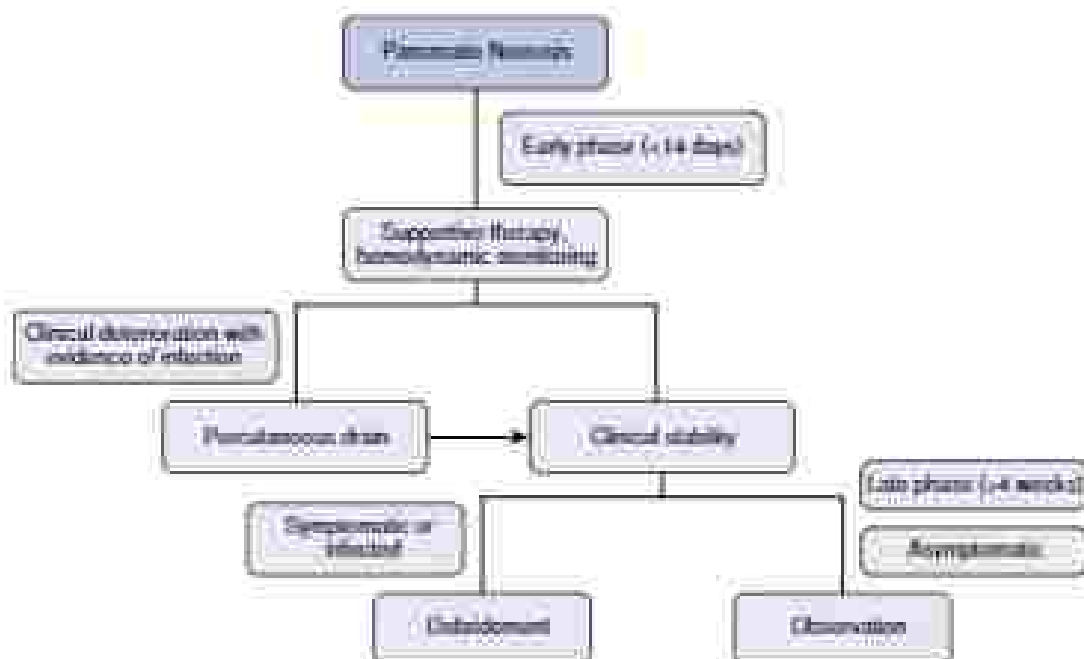 Pancreatic Necrosis
Early phase (<14 days)
Supportive therapy,
hemodynamic monitoring
Clinical deterioration with
evidence of infection
Percutaneous drain
Clinical stability
Late phase (>4 weeks)
Symptomatic or
infected
Asymptomatic
Debridement
Observation